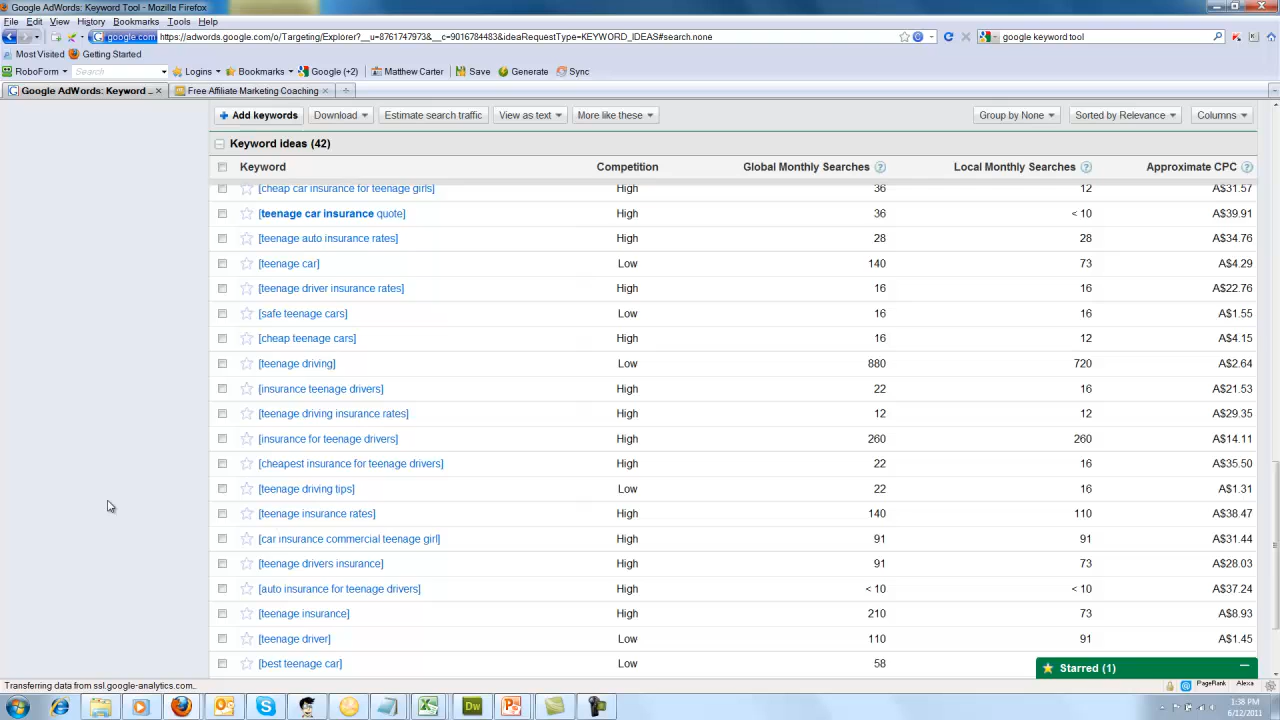 Google AdWords: Keyword Tool - Mozilla Firefox
File Edit View History Bookmarks Tools Help
google.com https://adwords.google.com/o/Targeting/Explorer?__u=8761747973&__c=9016784483&ideaRequestType=KEYWORD_IDEAS#search.none google keyword tool
Most Visited Getting Started
RoboForm Search Logins Bookmarks Google (+2) Matthew Carter Save Generate Sync
Google AdWords: Keyword ... Free Affiliate Marketing Coaching
Add keywords Download Estimate search traffic View as text More like these Group by None Sorted by Relevance Columns
Keyword ideas (42)
Keyword Competition Global Monthly Searches ? Local Monthly Searches ? Approximate CPC ?
[cheap car insurance for teenage girls] High 36 12 A$31.57
[teenage car insurance quote] High 36 < 10 A$39.91
[teenage auto insurance rates] High 28 28 A$34.76
[teenage car] Low 140 73 A$4.29
[teenage driver insurance rates] High 16 16 A$22.76
[safe teenage cars] Low 16 16 A$1.55
[cheap teenage cars] High 16 12 A$4.15
[teenage driving] Low 880 720 A$2.64
[insurance teenage drivers] High 22 16 A$21.53
[teenage driving insurance rates] High 12 12 A$29.35
[insurance for teenage drivers] High 260 260 A$14.11
[cheapest insurance for teenage drivers] High 22 16 A$35.50
[teenage driving tips] Low 22 16 A$1.31
[teenage insurance rates] High 140 110 A$38.47
[car insurance commercial teenage girl] High 91 91 A$31.44
[teenage drivers insurance] High 91 73 A$28.03
[auto insurance for teenage drivers] High < 10 < 10 A$37.24
[teenage insurance] High 210 73 A$8.93
[teenage driver] Low 110 91 A$1.45
[best teenage car] Low 58
Starred (1)
Transferring data from ssl.google-analytics.com... PageRank Alexa
Dw
1:38 PM
6/12/2011